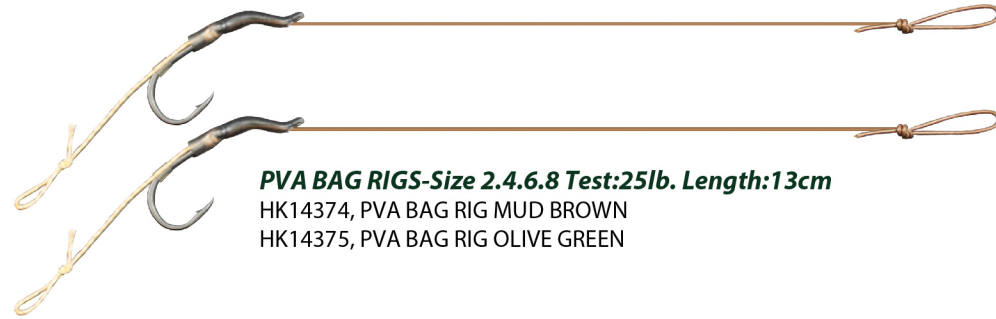 PVA BAG RIGS-Size 2.4.6.8 Test:25lb. Length:13cm
HK14374, PVA BAG RIG MUD BROWN
HK14375, PVA BAG RIG OLIVE GREEN